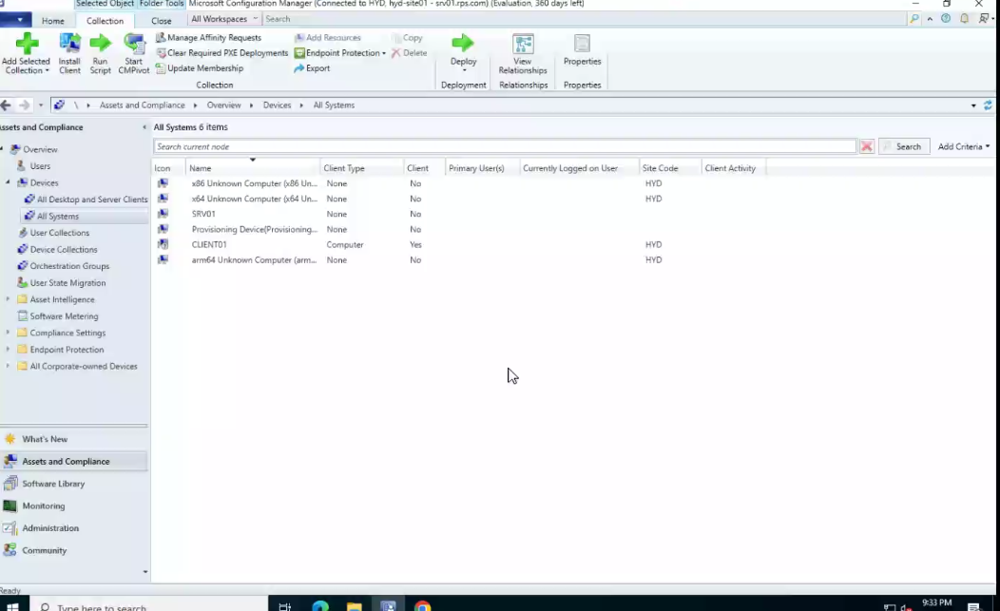 Selected Object Folder Tools Microsoft Configuration Manager (Connected to HYD, hyd-site01 - srv01.rps.com) (Evaluation, 360 days left)
Home Collection Close All Workspaces Search
Manage Affinity Requests Add Resources Copy
Clear Required PXE Deployments Endpoint Protection Delete
Update Membership Export
Add Selected Collection Install Client Run Script Start CMPivot Deploy View Relationships Properties
Collection Deployment Relationships Properties
\ Assets and Compliance Overview Devices All Systems
ssets and Compliance
Overview
Users
Devices
All Desktop and Server Clients
All Systems
User Collections
Device Collections
Orchestration Groups
User State Migration
Asset Intelligence
Software Metering
Compliance Settings
Endpoint Protection
All Corporate-owned Devices
What's New
Assets and Compliance
Software Library
Monitoring
Administration
Community
All Systems 6 items
Search current node Search Add Criteria
Icon Name Client Type Client Primary User(s) Currently Logged on User Site Code Client Activity
x86 Unknown Computer (x86 Un... None No HYD
x64 Unknown Computer (x64 Un... None No HYD
SRV01 None No
Provisioning Device(Provisioning... None No
CLIENT01 Computer Yes HYD
arm64 Unknown Computer (arm... None No HYD
Ready
Type here to search 9:33 PM